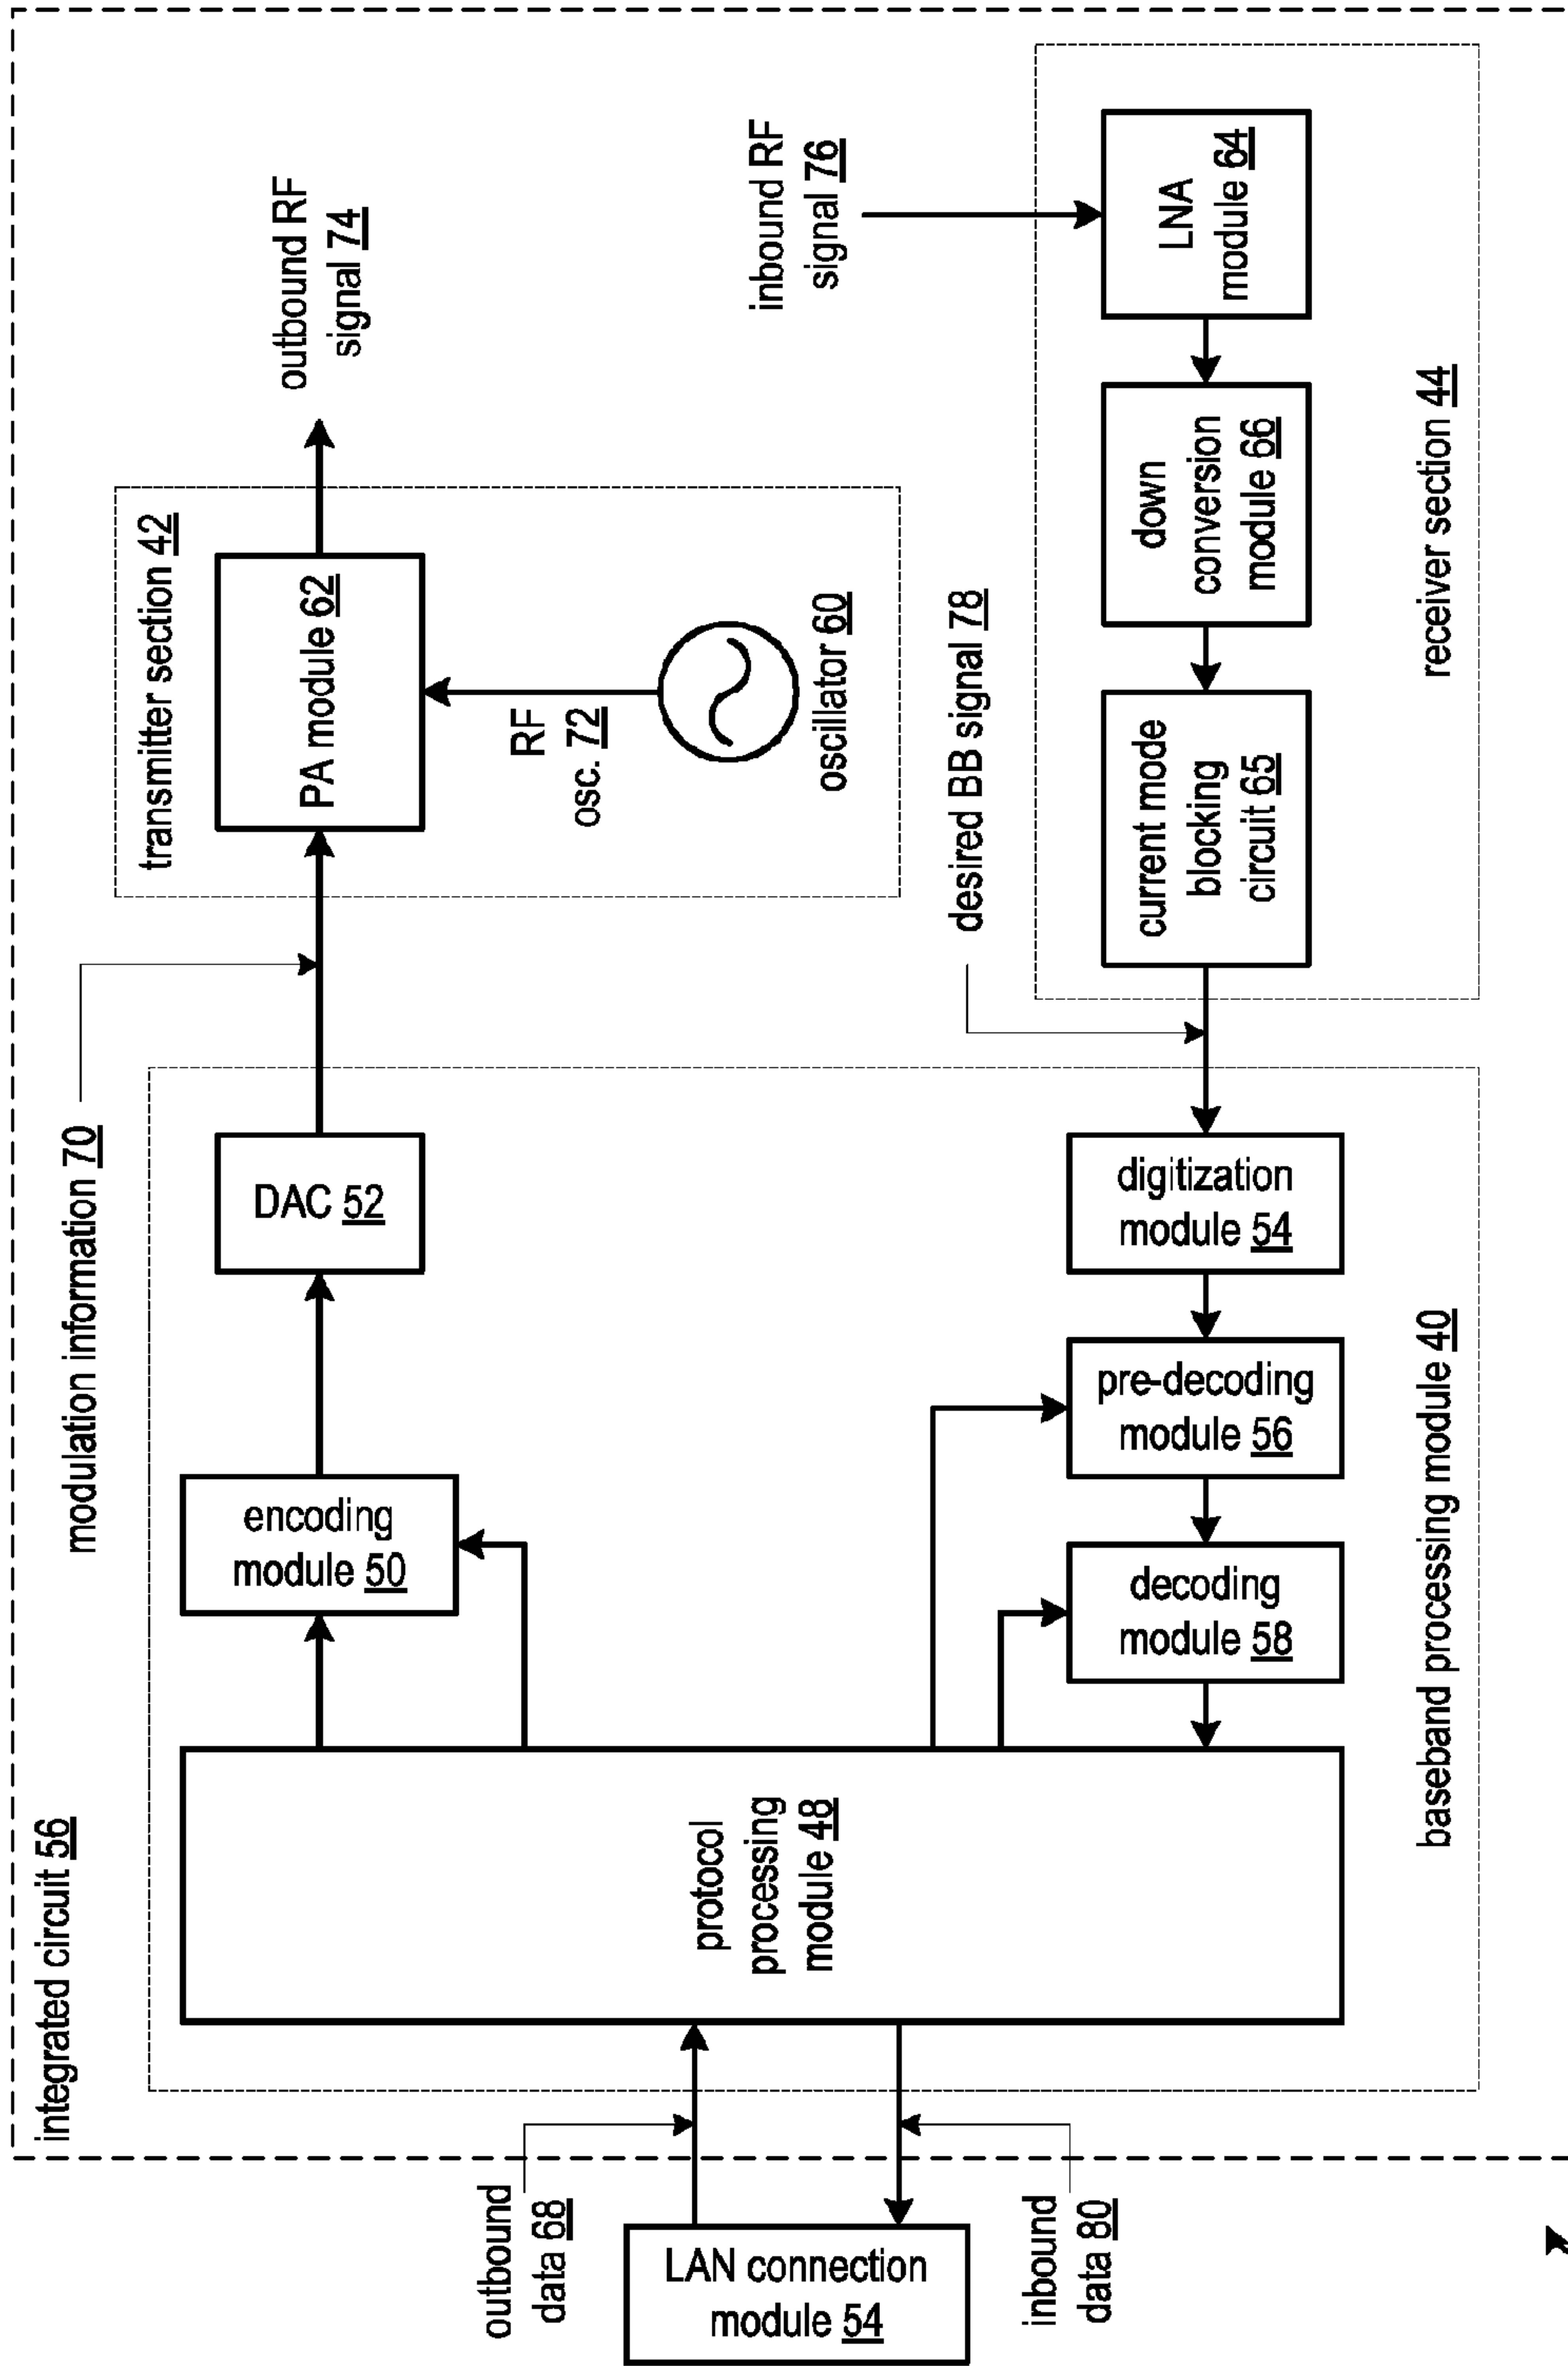 integrated circuit 56
modulation information 70
outbound RF
signal 74
transmitter section 42
PA module 62
RF
osc. 72
oscillator 60
encoding
module 50
DAC 52
inbound RF
signal 76
desired BB signal 78
outbound
data 68
LAN connection
module 54
inbound
data 80
protocol
processing
module 48
decoding
module 58
pre-decoding
module 56
digitization
module 54
current mode
blocking
circuit 65
down
conversion
module 66
LNA
module 64
baseband processing module 40
receiver section 44